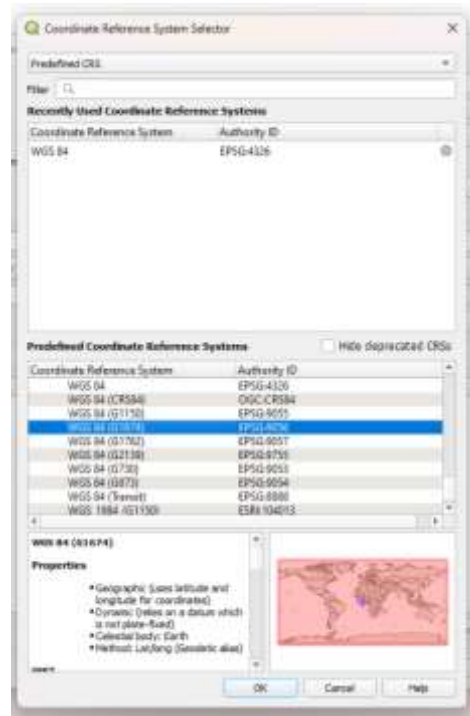 Coordinate Reference System Selector
Predefined CRS
Filter
Recently Used Coordinate Reference Systems
Coordinate Reference System Authority ID
WGS 84 EPSG:4326
Predefined Coordinate Reference Systems Hide deprecated CRSs
Coordinate Reference System Authority ID
WGS 84 EPSG:4326
WGS 84 (CRS84) OGC:CRS84
WGS 84 (G1150) EPSG:9055
WGS 84 (G1674) EPSG:9056
WGS 84 (G1762) EPSG:9057
WGS 84 (G2139) EPSG:9755
WGS 84 (G730) EPSG:9053
WGS 84 (G873) EPSG:9054
WGS 84 (Transit) EPSG:8888
WGS 1984 (G1150) ESRI:104013
WGS 84 (G1674)
Properties
• Geographic (uses latitude and
longitude for coordinates)
• Dynamic (relies on a datum which
is not plate-fixed)
• Celestial body: Earth
• Method: Lat/long (Geodetic alias)
OK Cancel Help